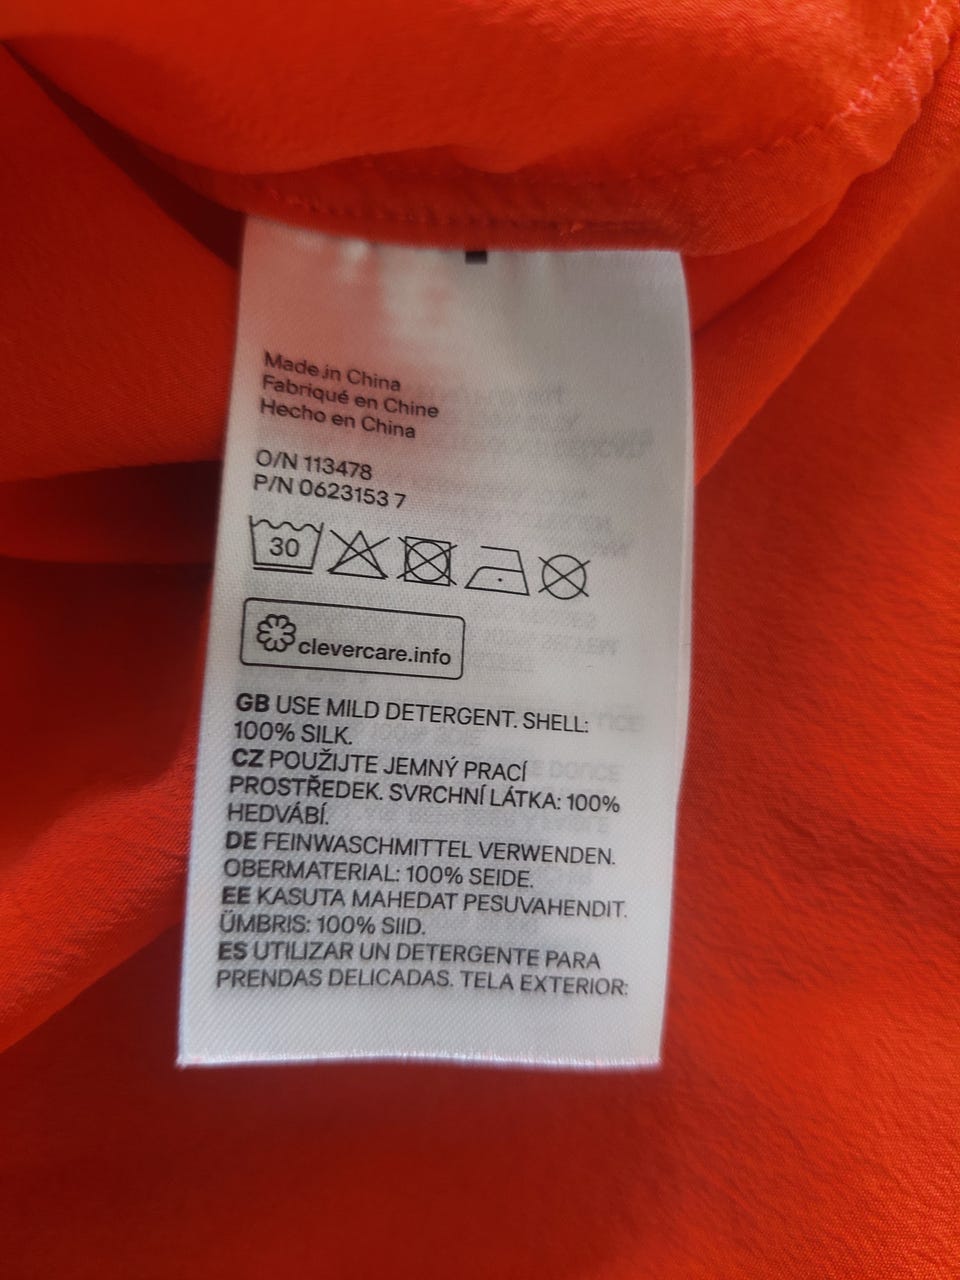 Made in China
Fabriqué en Chine
Hecho en China
O/N 113478
P/N 0623153 7
30
clevercare.info
GB USE MILD DETERGENT. SHELL:
100% SILK.
CZ POUŽIJTE JEMNÝ PRACÍ
PROSTŘEDEK. SVRCHNÍ LÁTKA: 100%
HEDVÁBÍ.
DE FEINWASCHMITTEL VERWENDEN.
OBERMATERIAL: 100% SEIDE.
EE KASUTA MAHEDAT PESUVAHENDIT.
ÜMBRIS: 100% SIID.
ES UTILIZAR UN DETERGENTE PARA
PRENDAS DELICADAS. TELA EXTERIOR: